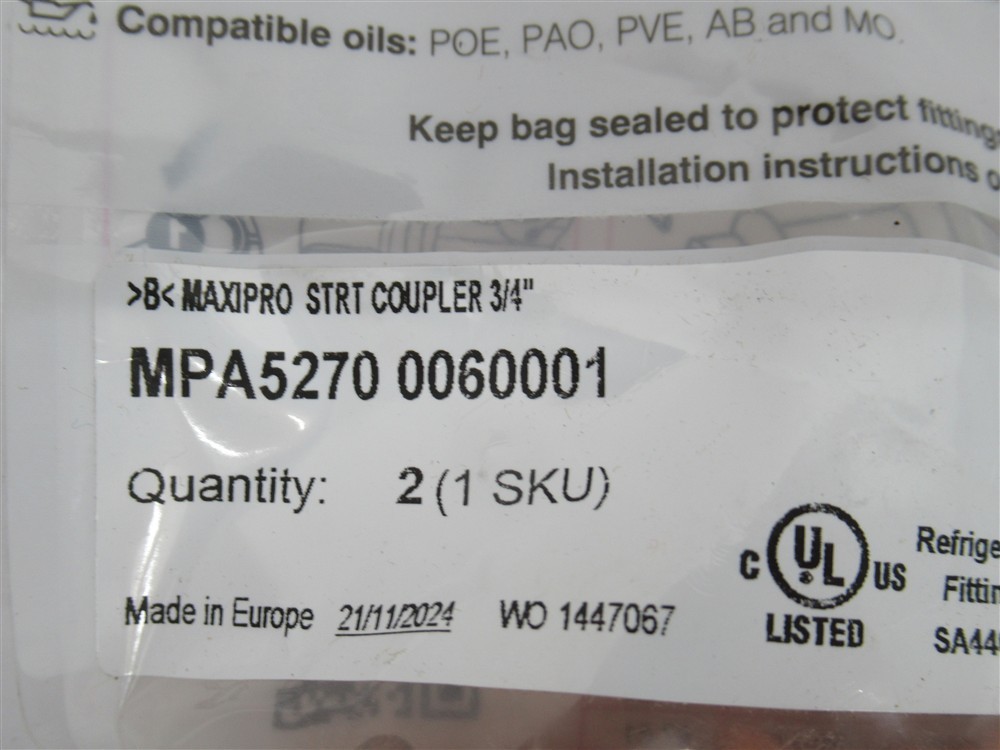 Compatible oils: POE, PAO, PVE, AB and MO.
Keep bag sealed to protect
Installation instructions
1
>B< MAXIPRO STRT COUPLER 3/4"
MPA5270 0060001
Quantity: 2 (1 SKU)
C UL ® US
LISTED
Made in Europe 21/11/2024 WO 1447067